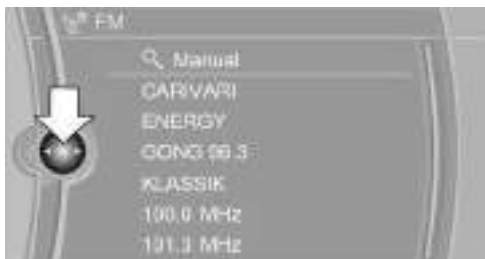 FM
Manual
CARIVARI
ENERGY
GONG 96.3
KLASSIK
100.0 MHz
101.3 MHz